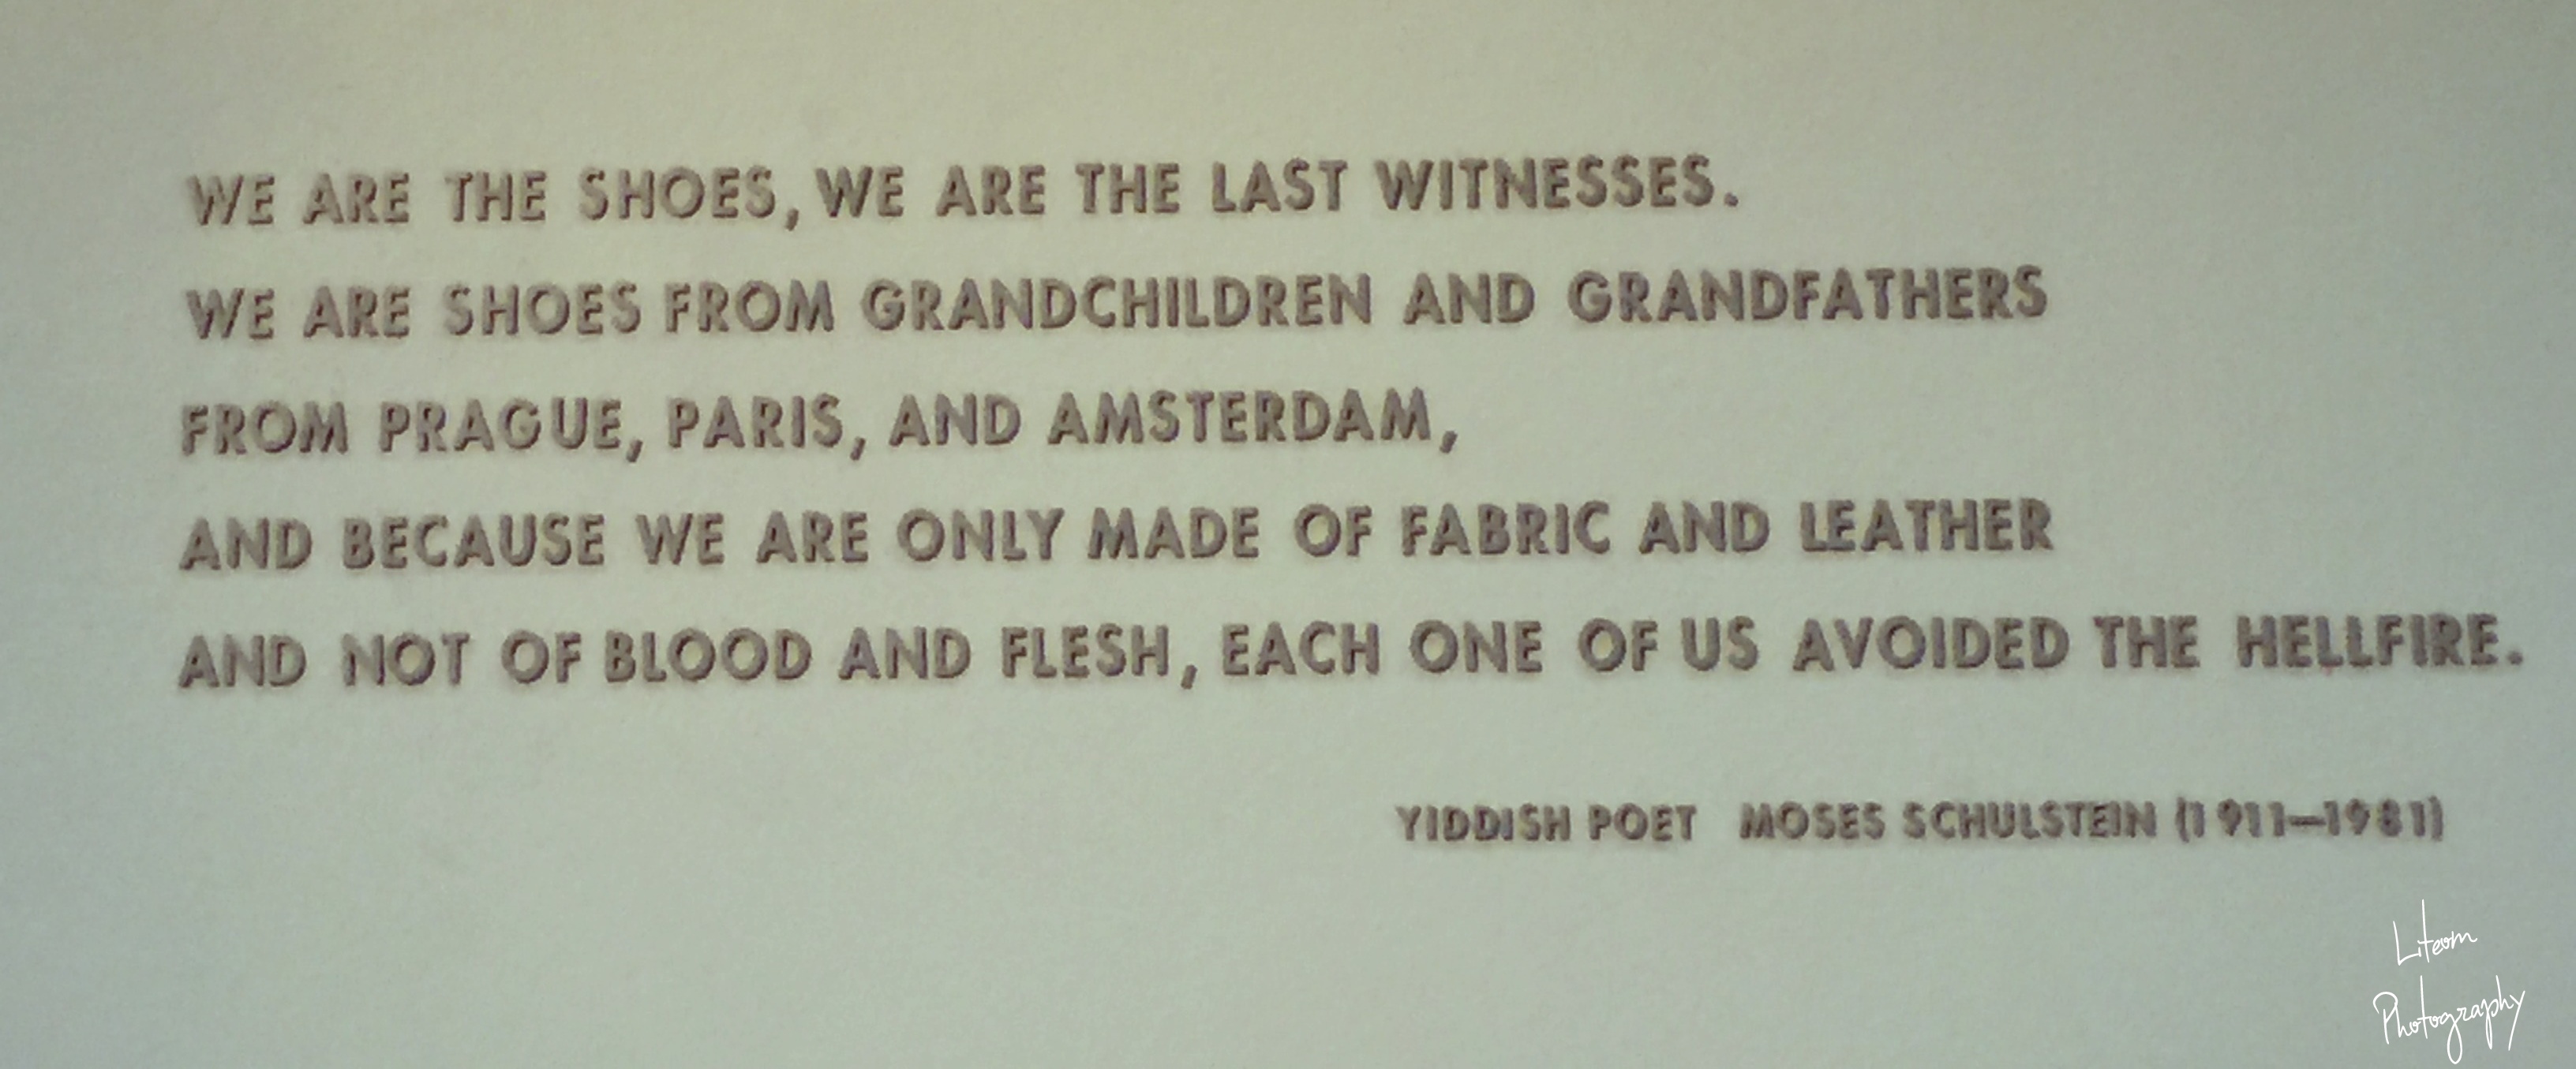 WE ARE THE SHOES, WE ARE THE LAST WITNESSES.
WE ARE SHOES FROM GRANDCHILDREN AND GRANDFATHERS
FROM PRAGUE, PARIS, AND AMSTERDAM,
AND BECAUSE WE ARE ONLY MADE OF FABRIC AND LEATHER
AND NOT OF BLOOD AND FLESH, EACH ONE OF US AVOIDED THE HELLFIRE.
YIDDISH POET MOSES SCHULSTEIN (1911—1981)
Photography